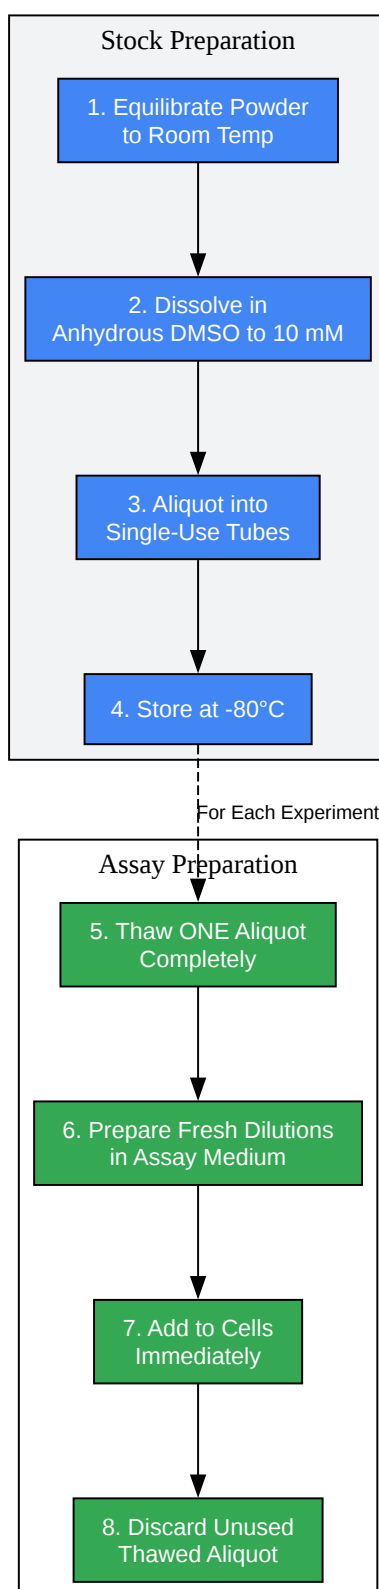 Stock Preparation
1. Equilibrate Powder
to Room Temp
2. Dissolve in
Anhydrous DMSO to 10 mM
3. Aliquot into
Single-Use Tubes
4. Store at -80°C
For Each Experiment
Assay Preparation
5. Thaw ONE Aliquot
Completely
6. Prepare Fresh Dilutions
in Assay Medium
7. Add to Cells
Immediately
8. Discard Unused
Thawed Aliquot